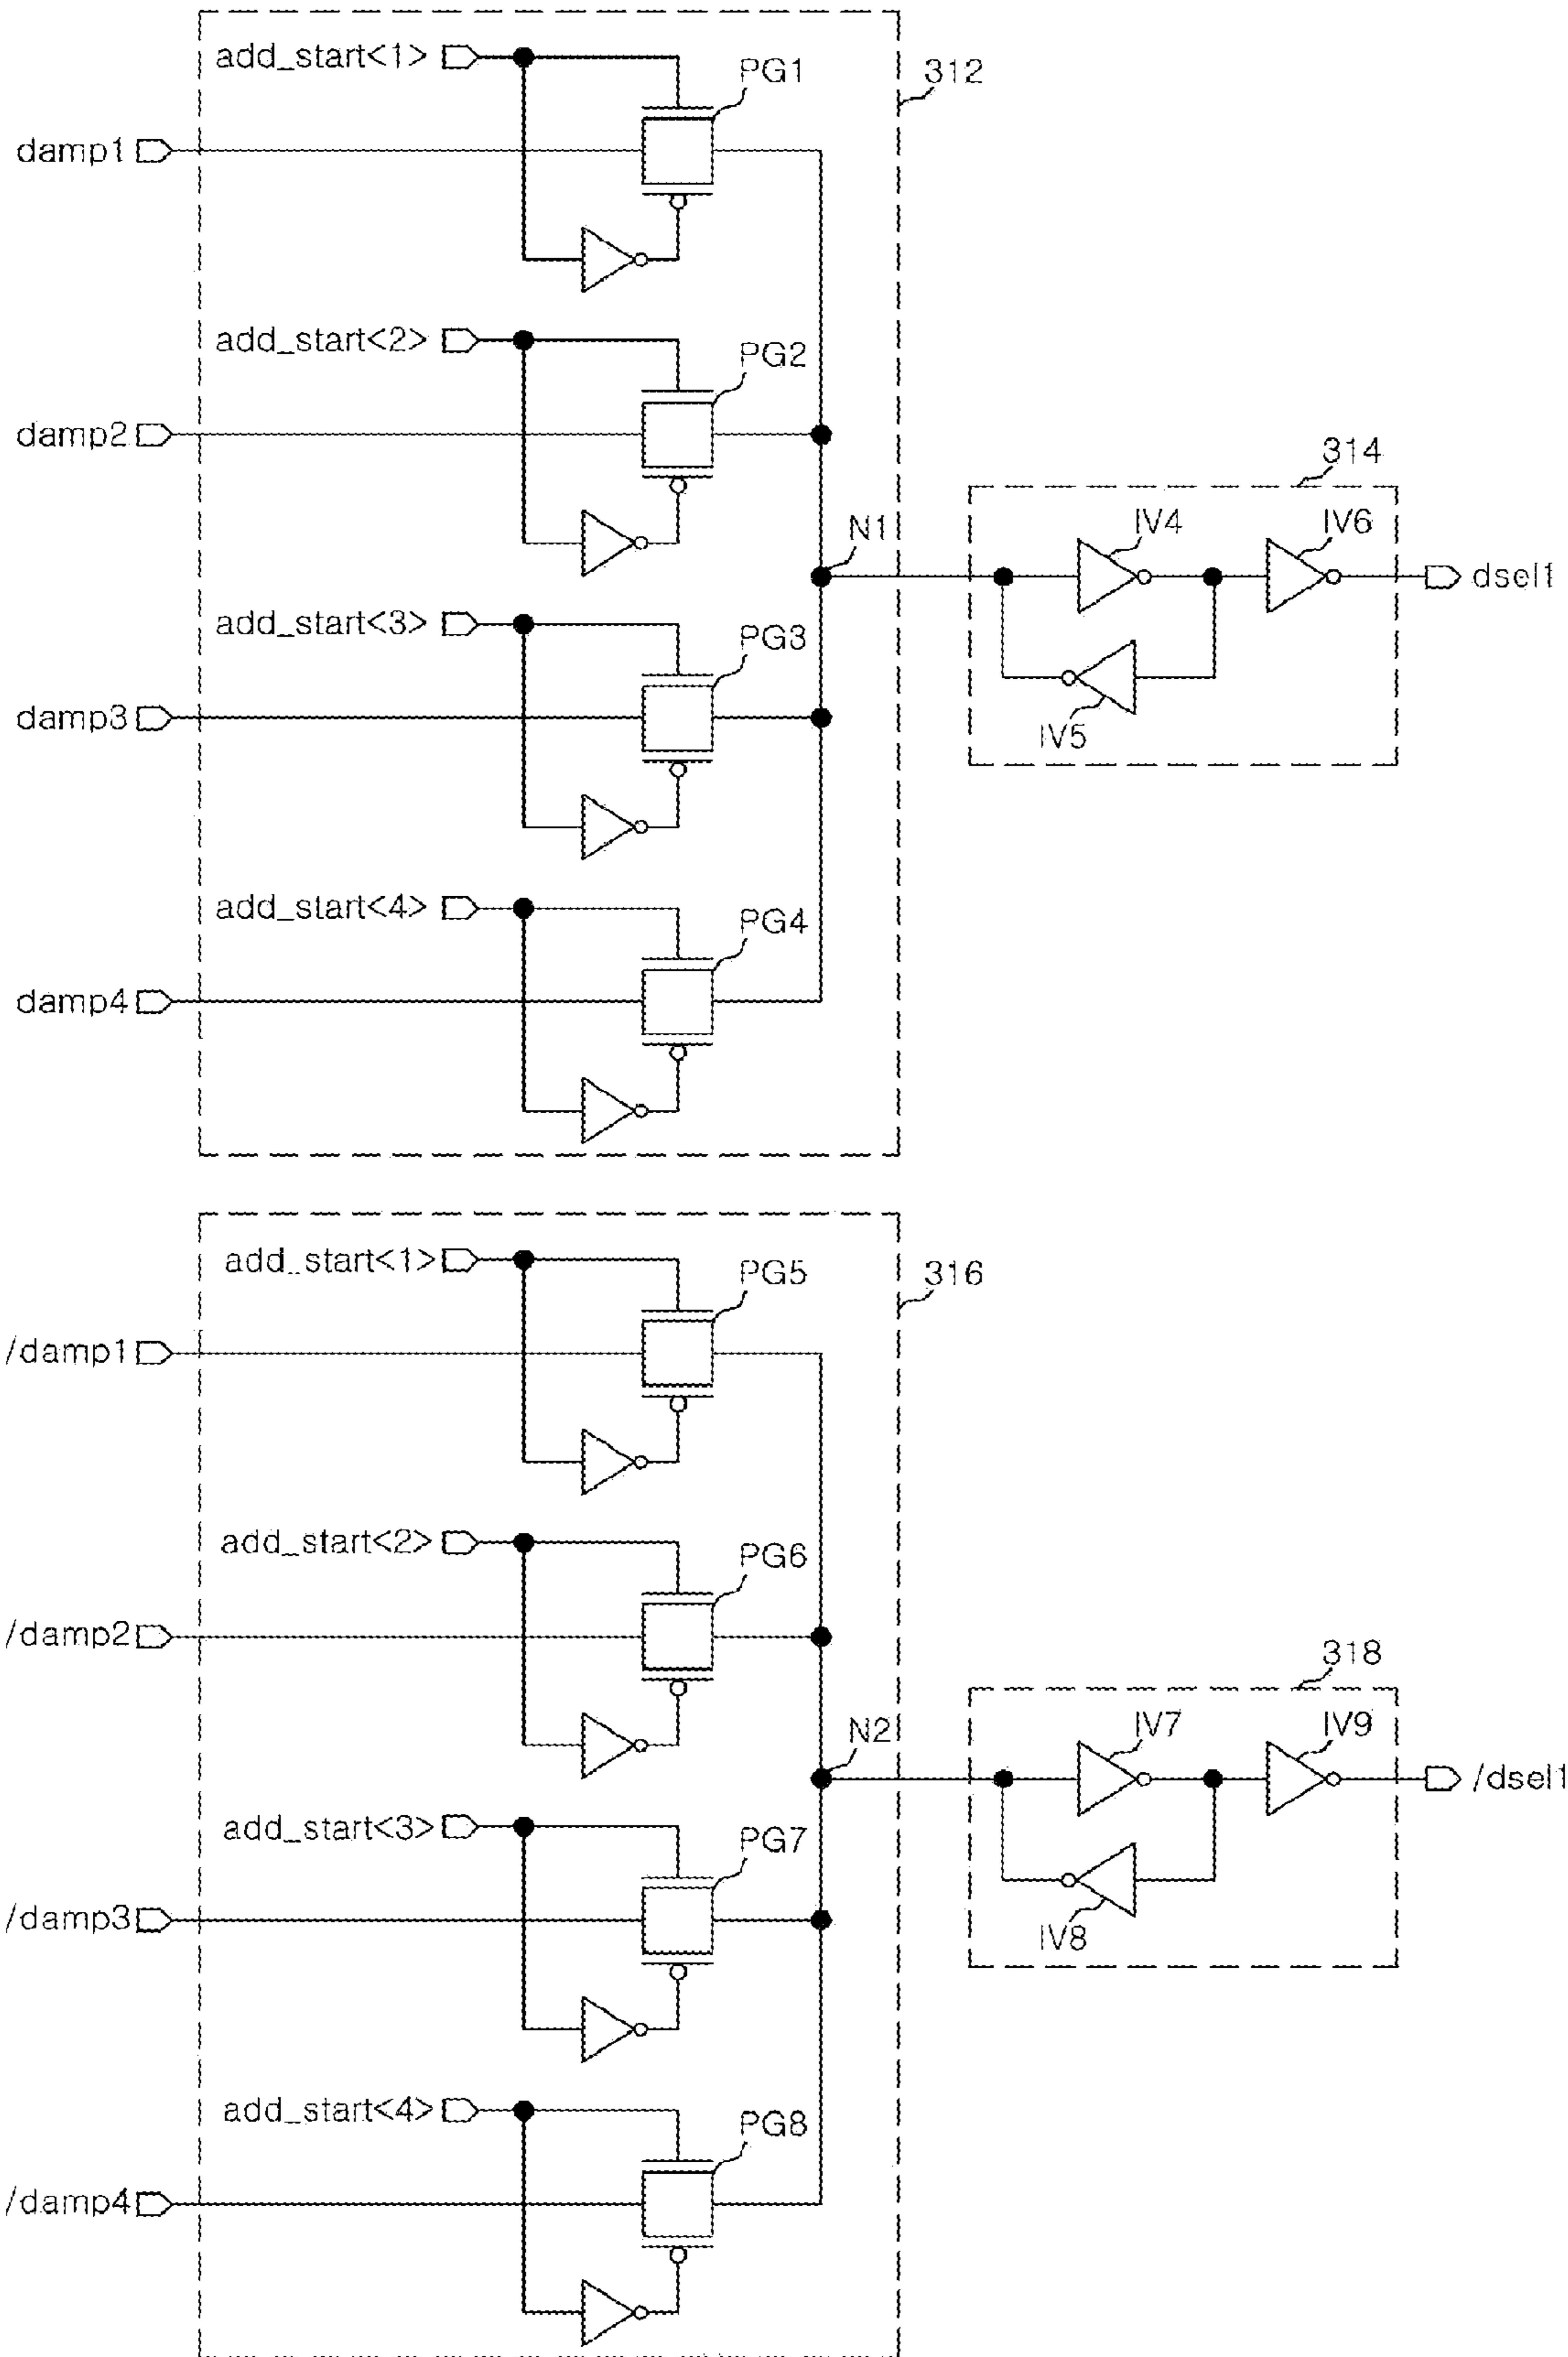 add_start<1>
PG1
312
damp1
add_start<2>
PG2
damp2
314
N1
IV4
IV6
dsel1
add_start<3>
PG3
damp3
IV5
add_start<4>
PG4
damp4
add_start<1>
PG5
316
/damp1
add_start<2>
PG6
/damp2
318
N2
IV7
IV9
/dsel1
add_start<3>
PG7
/damp3
IV8
add_start<4>
PG8
/damp4